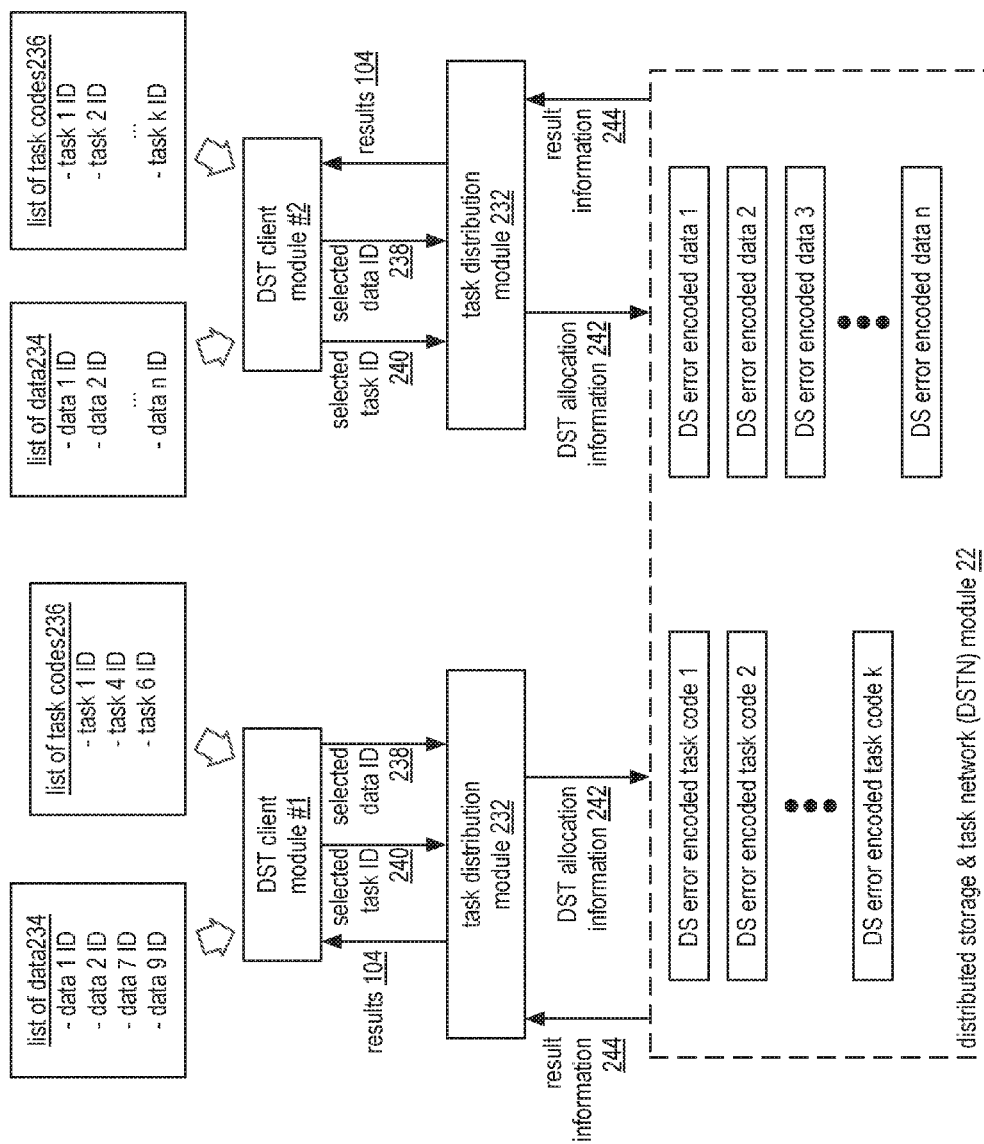 list of data234
- data 1 ID
- data 2 ID
- data 7 ID
- data 9 ID
list of task codes236
- task 1 ID
- task 4 ID
- task 6 ID
DST client
module #1
results 104
selected
task ID
240
selected
data ID
238
task distribution
module 232
result
information
244
DST allocation
information 242
list of data234
- data 1 ID
- data 2 ID
...
- data n ID
list of task codes236
- task 1 ID
- task 2 ID
...
- task k ID
DST client
module #2
selected
task ID
240
selected
data ID
238
results 104
task distribution
module 232
DST allocation
information 242
result
information
244
DS error encoded task code 1
DS error encoded task code 2
DS error encoded task code k
DS error encoded data 1
DS error encoded data 2
DS error encoded data 3
DS error encoded data n
distributed storage & task network (DSTN) module 22